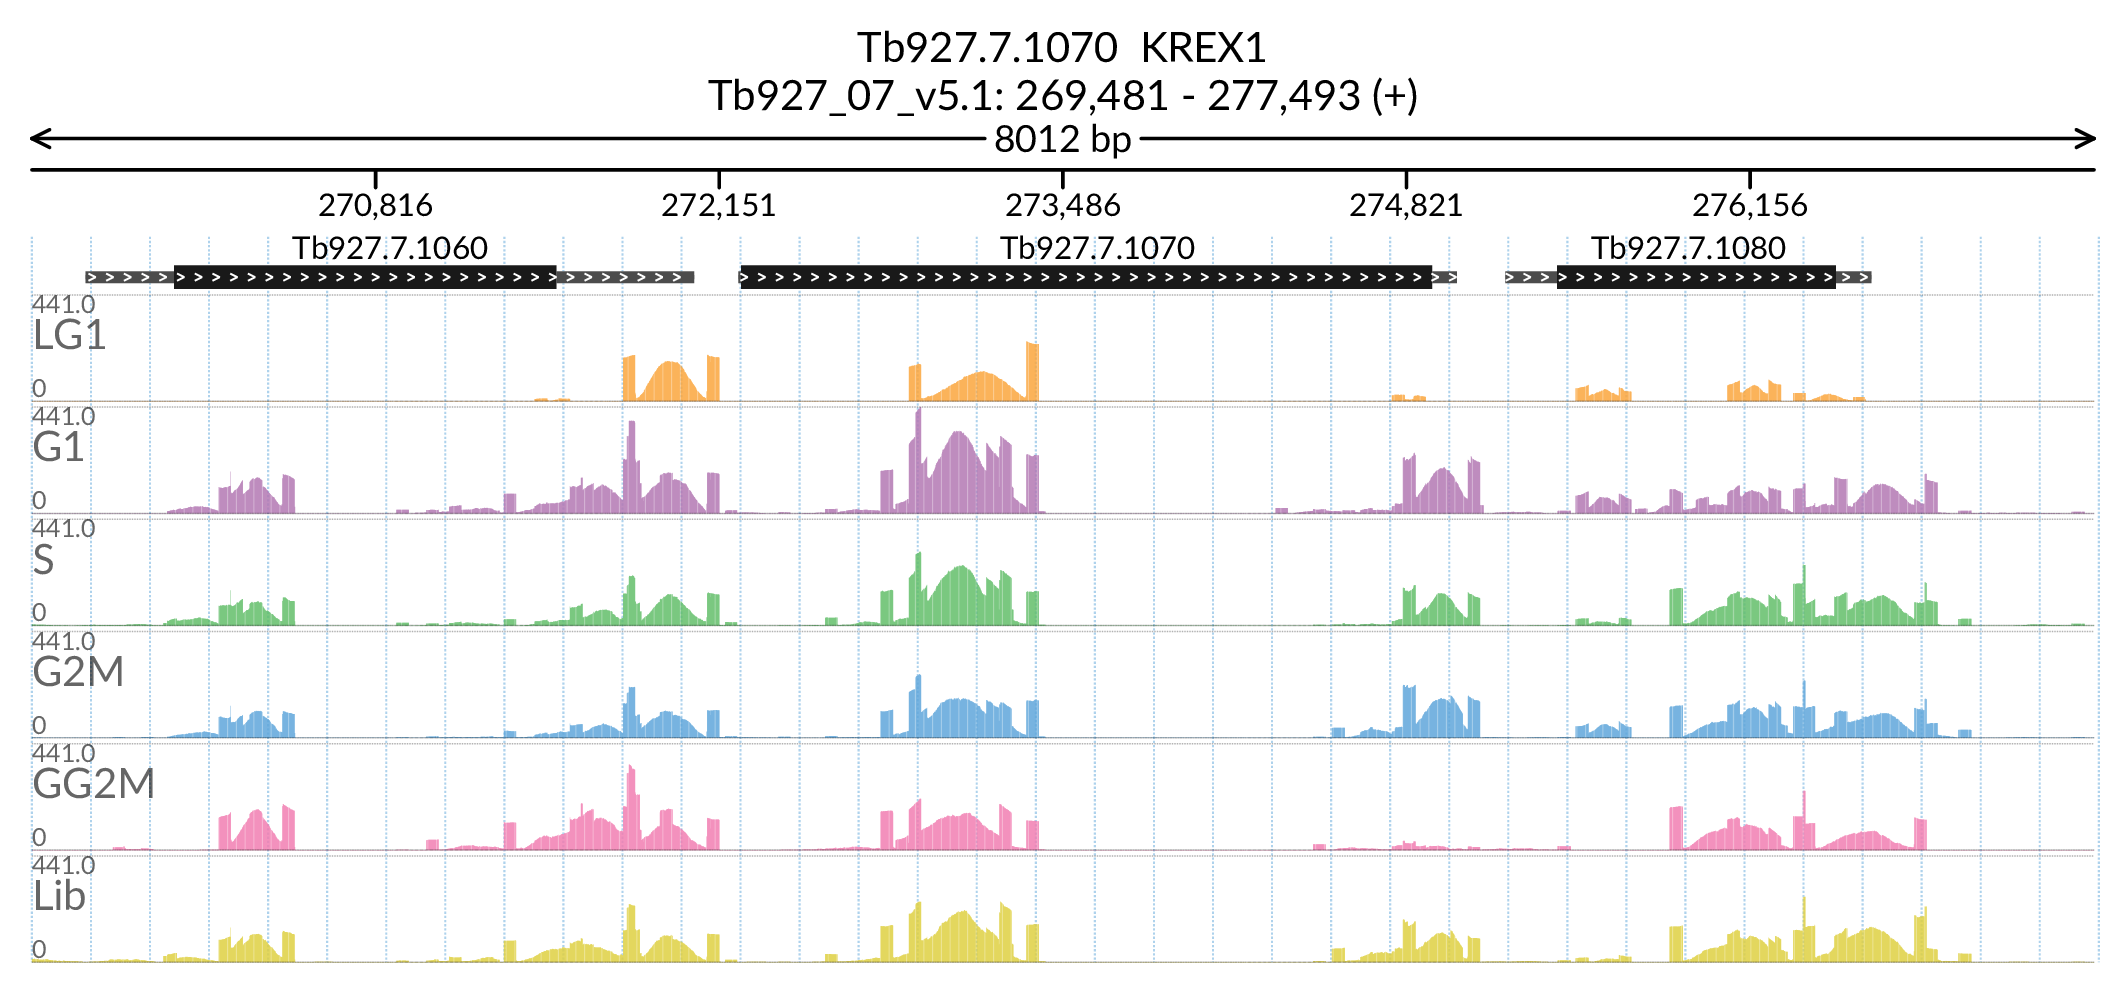 Tb927.7.1070 KREX1
Tb927_07_v5.1: 269,481 - 277,493 (+)
8012 bp
270,816 272,151 273,486 274,821 276,156
Tb927.7.1060 Tb927.7.1070 Tb927.7.1080
441.0
LG1
0
441.0
G1
0
441.0
S
0
441.0
G2M
0
441.0
GG2M
0
441.0
Lib
0